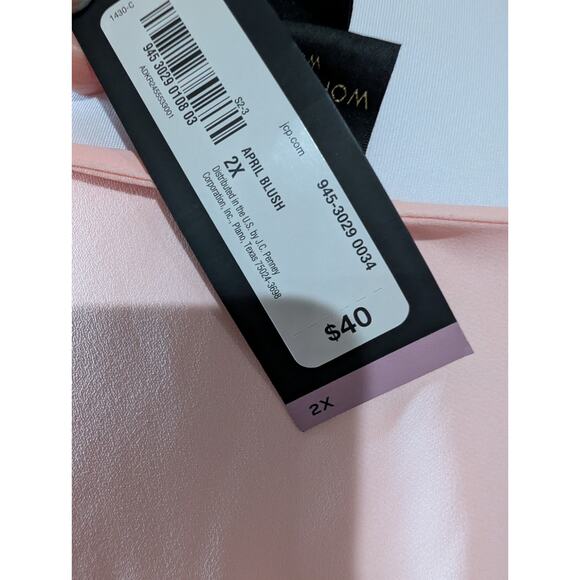 1430-C
945 3029 0108 03
ADKR2455533001
S2-3
APRIL BLUSH
2X
Distributed in the U.S. by J.C. Penney
Corporation, Inc., Plano, Texas 75024-3698
jcp.com
945-3029 0034
$40
2X